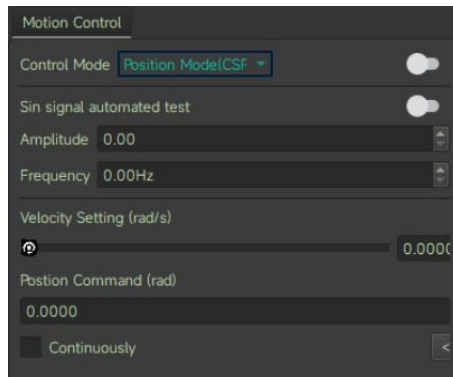 Motion Control
Control Mode Position Mode(CSF
Sin signal automated test
Amplitude 0.00
Frequency 0.00Hz
Velocity Setting (rad/s)
0.0000
Postion Command (rad)
0.0000
Continuously <